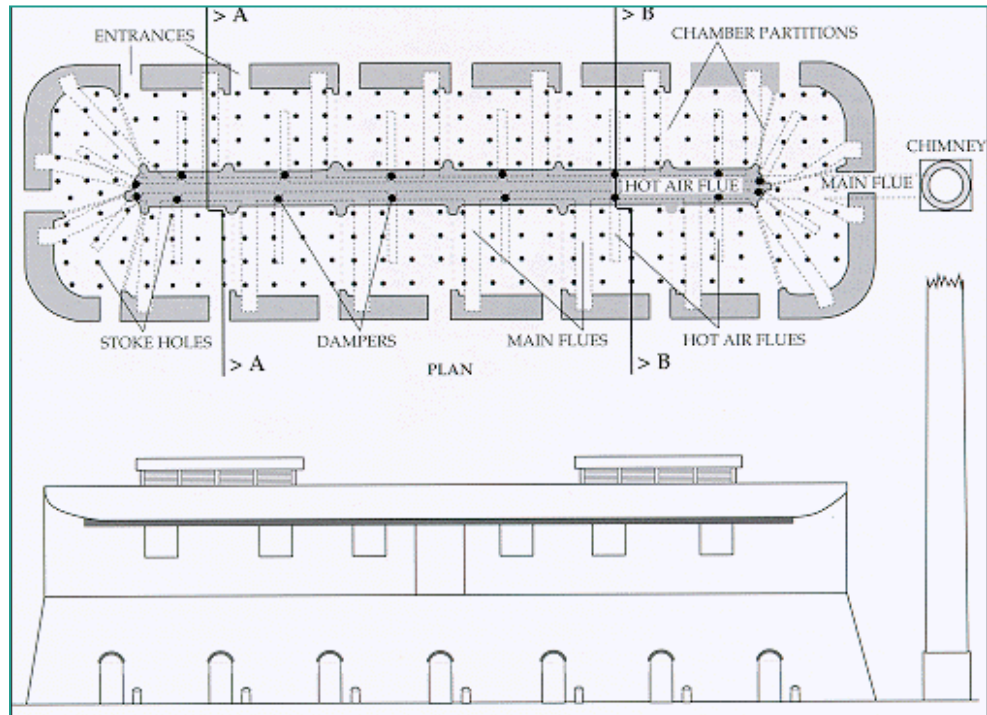 > A
> B
ENTRANCES
CHAMBER PARTITIONS
CHIMNEY
HOT AIR FLUE
MAIN FLUE
STOKE HOLES
DAMPERS
MAIN FLUES
HOT AIR FLUES
> A
> B
PLAN